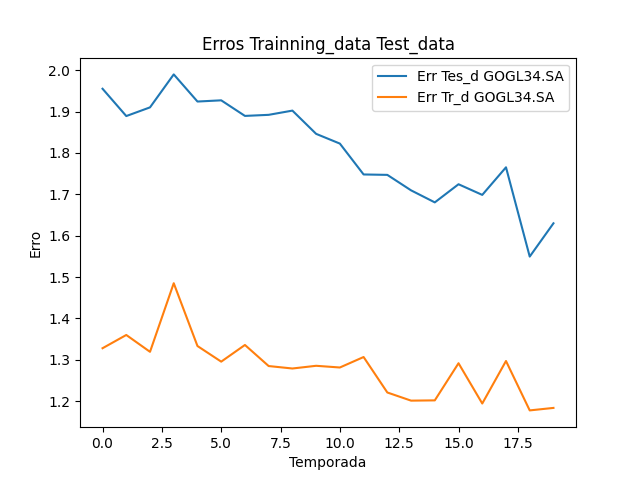 Erros Trainning_data Test_data
Err Tes_d GOGL34.SA
Err Tr_d GOGL34.SA
2.0
1.9
1.8
1.7
1.6
1.5
1.4
1.3
1.2
Erro
0.0 2.5 5.0 7.5 10.0 12.5 15.0 17.5
Temporada